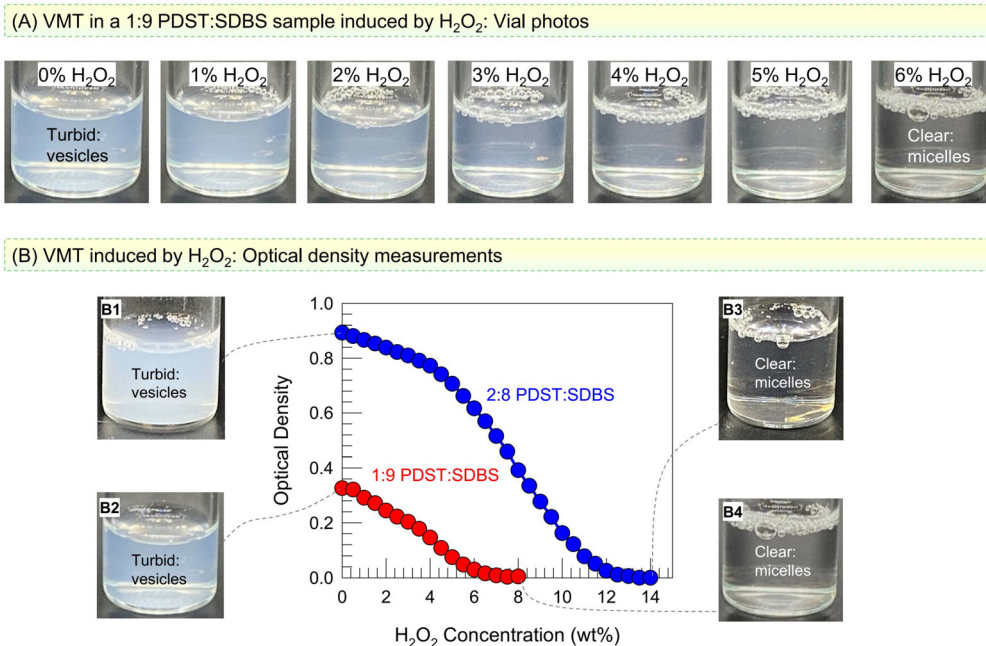 (A) VMT in a 1:9 PDST:SDBS sample induced by H₂O₂: Vial photos
0% H₂O₂
1% H₂O₂
2% H₂O₂
3% H₂O₂
4% H₂O₂
5% H₂O₂
6% H₂O₂
Turbid:
vesicles
Clear:
micelles
(B) VMT induced by H₂O₂: Optical density measurements
B1
Turbid:
vesicles
B2
Turbid:
vesicles
Optical Density
1.0
0.8
0.6
0.4
0.2
0.0
2:8 PDST:SDBS
1:9 PDST:SDBS
0
2
4
6
8
10
12
14
H₂O₂ Concentration (wt%)
B3
Clear:
micelles
B4
Clear:
micelles